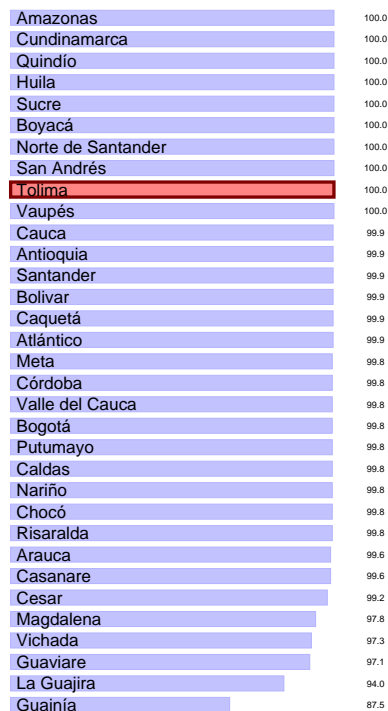 Amazonas 100.0
Cundinamarca 100.0
Quindío 100.0
Huila 100.0
Sucre 100.0
Boyacá 100.0
Norte de Santander 100.0
San Andrés 100.0
Tolima 100.0
Vaupés 100.0
Cauca 99.9
Antioquia 99.9
Santander 99.9
Bolivar 99.9
Caquetá 99.9
Atlántico 99.9
Meta 99.8
Córdoba 99.8
Valle del Cauca 99.8
Bogotá 99.8
Putumayo 99.8
Caldas 99.8
Nariño 99.8
Chocó 99.8
Risaralda 99.8
Arauca 99.6
Casanare 99.6
Cesar 99.2
Magdalena 97.8
Vichada 97.3
Guaviare 97.1
La Guajira 94.0
Guainía 87.5